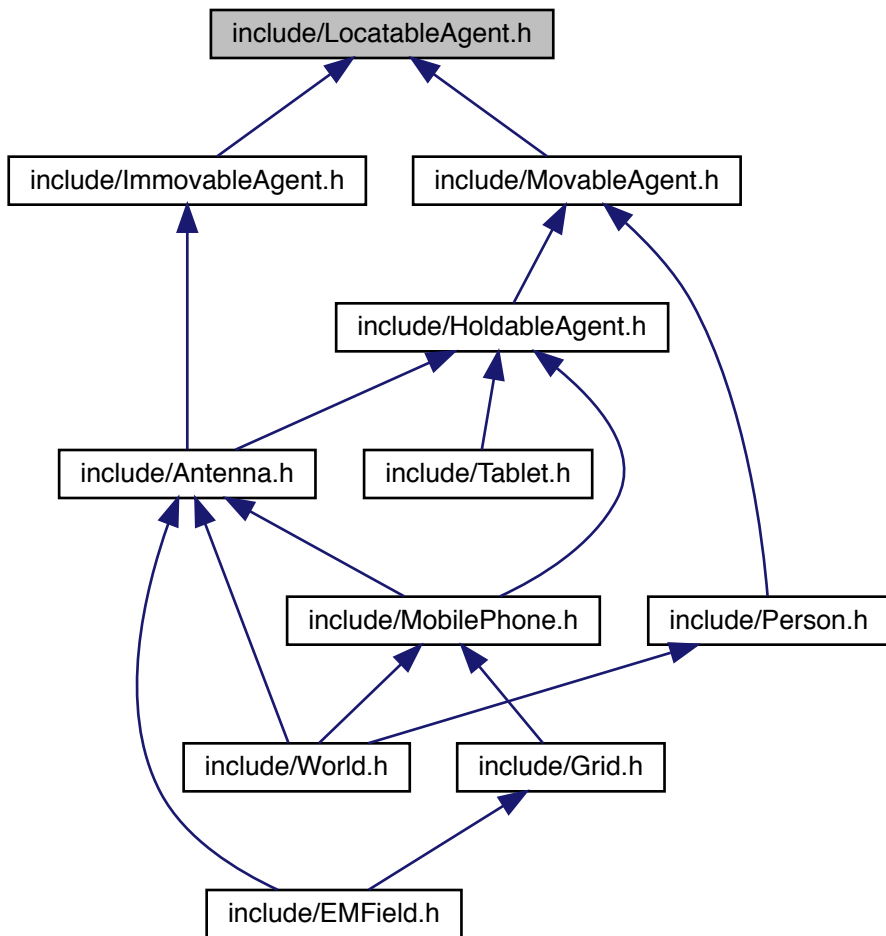 include/LocatableAgent.h
include/ImmovableAgent.h
include/MovableAgent.h
include/HoldableAgent.h
include/Antenna.h
include/Tablet.h
include/MobilePhone.h
include/Person.h
include/World.h
include/Grid.h
include/EMField.h